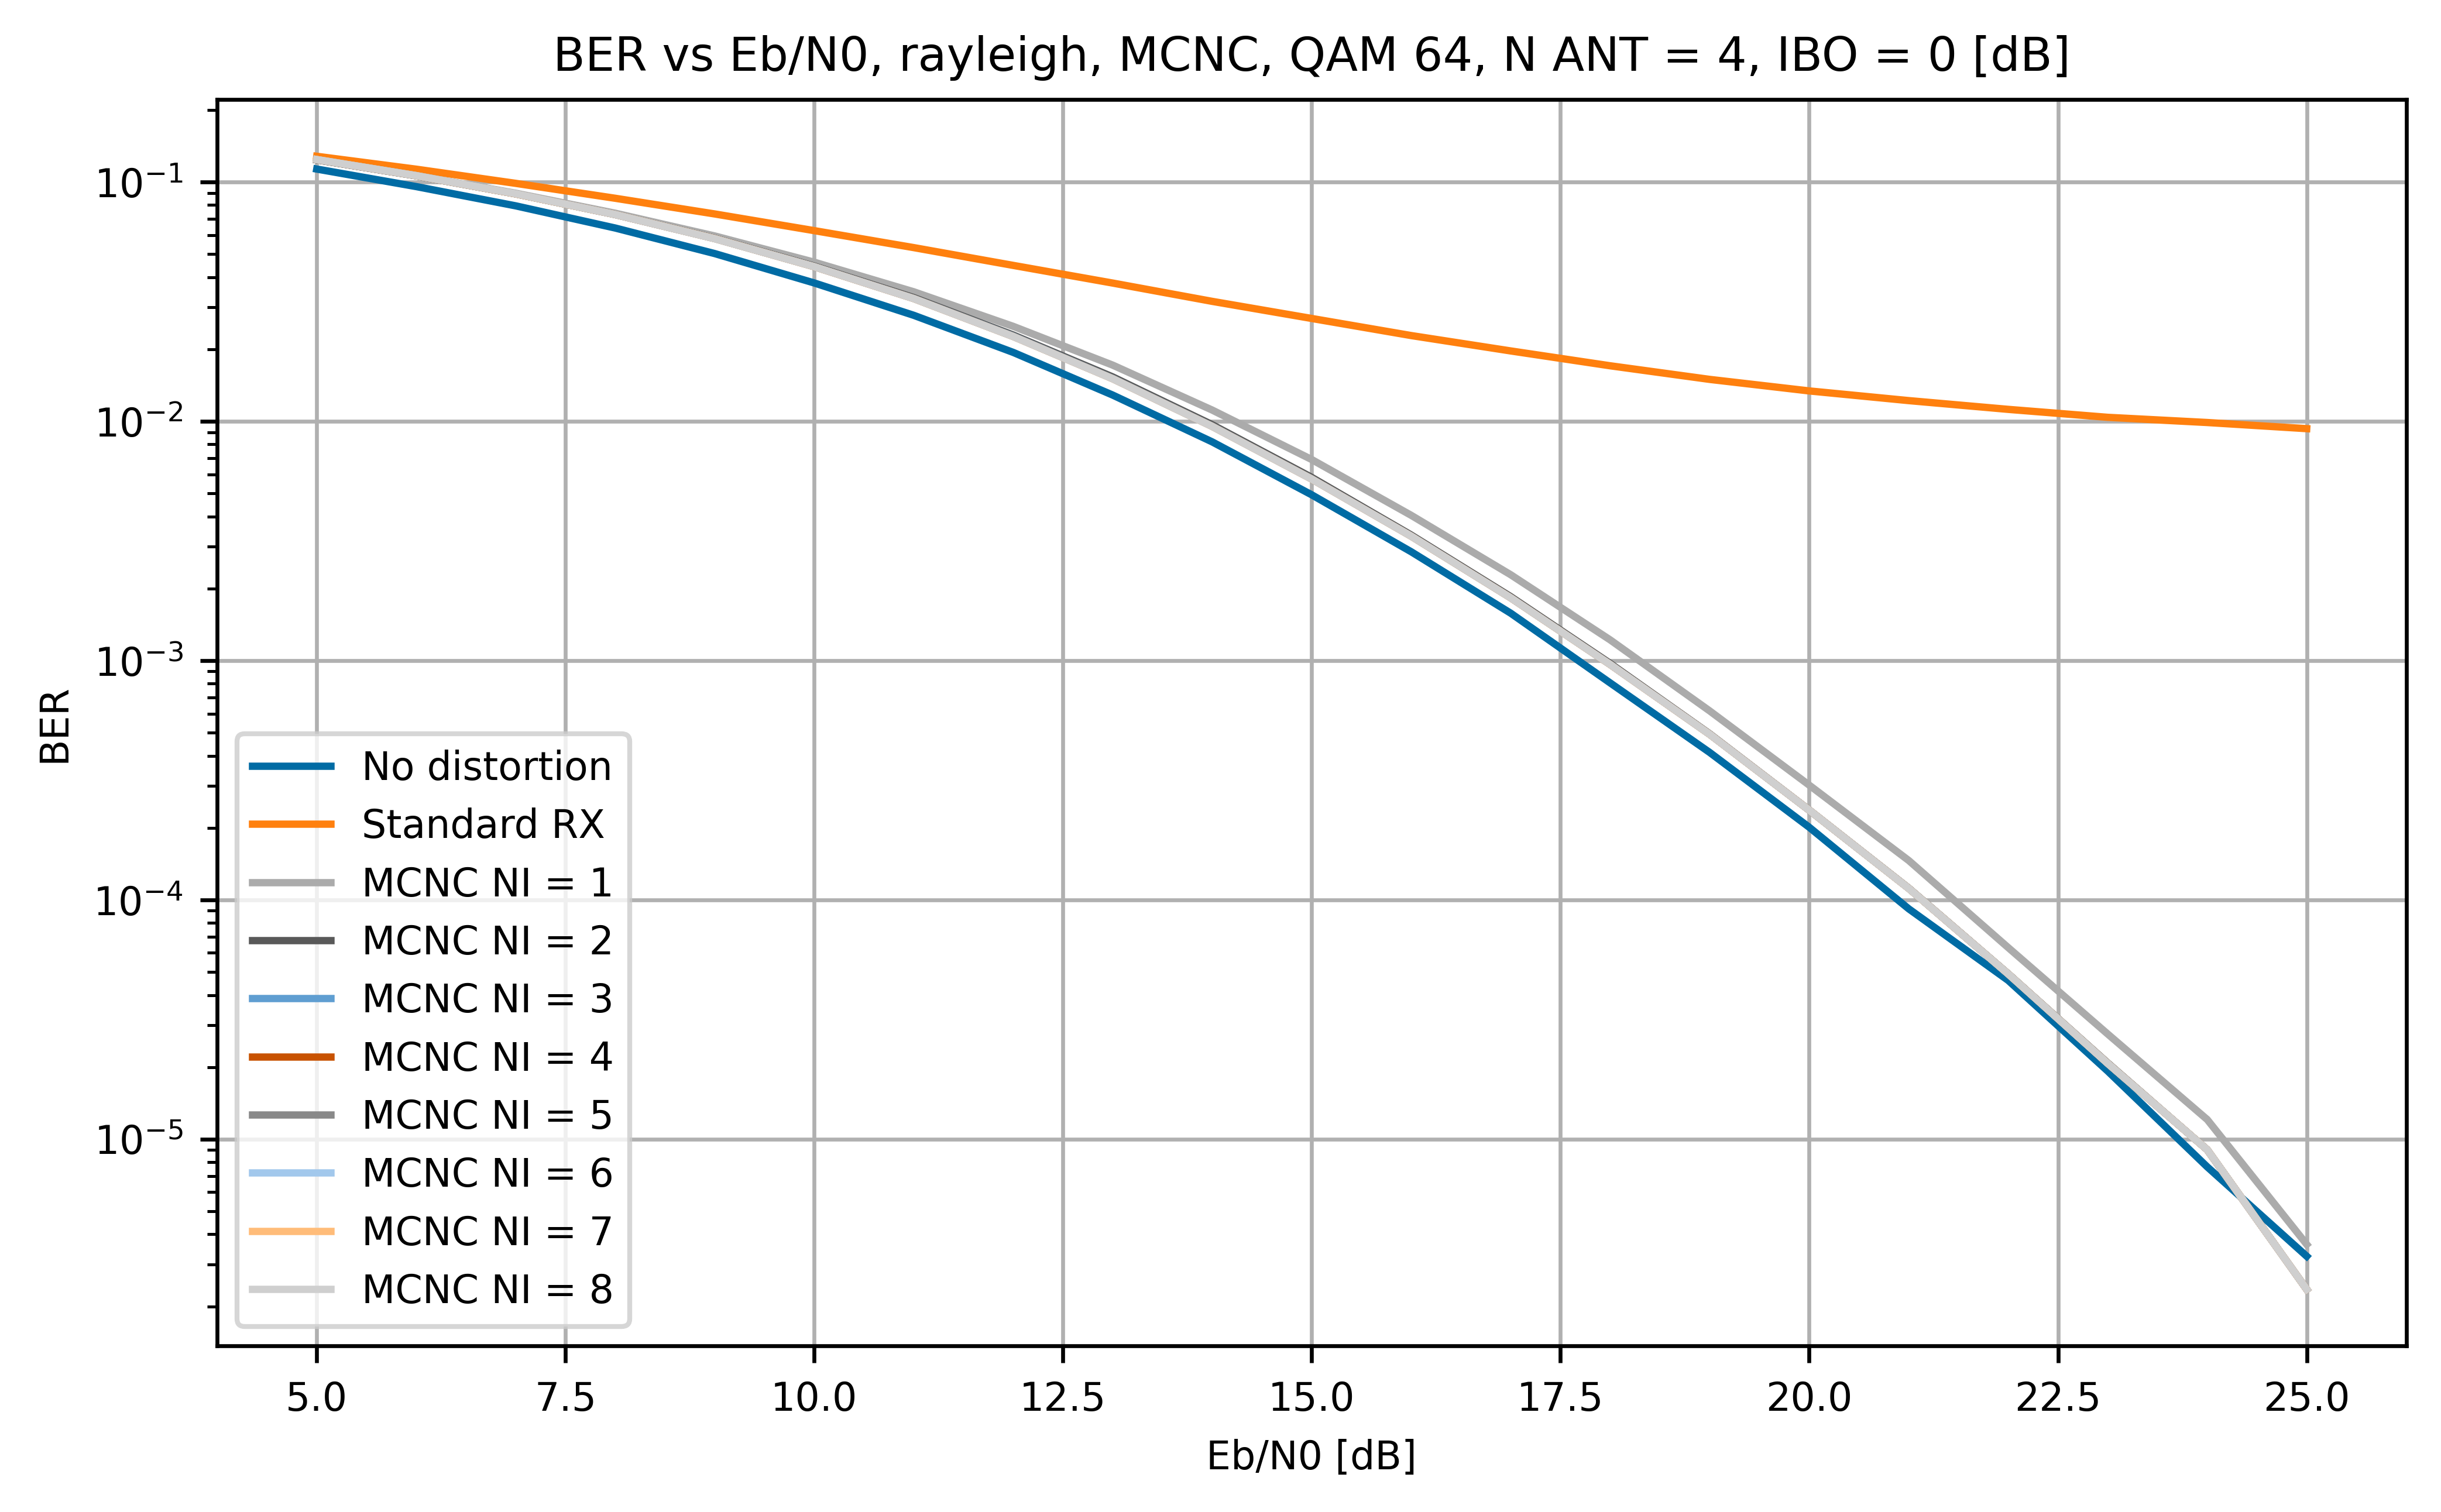 BER vs Eb/N0, rayleigh, MCNC, QAM 64, N ANT = 4, IBO = 0 [dB]
10⁻¹
10⁻²
10⁻³
10⁻⁴
10⁻⁵
BER
No distortion
Standard RX
MCNC NI = 1
MCNC NI = 2
MCNC NI = 3
MCNC NI = 4
MCNC NI = 5
MCNC NI = 6
MCNC NI = 7
MCNC NI = 8
5.0 7.5 10.0 12.5 15.0 17.5 20.0 22.5 25.0
Eb/N0 [dB]